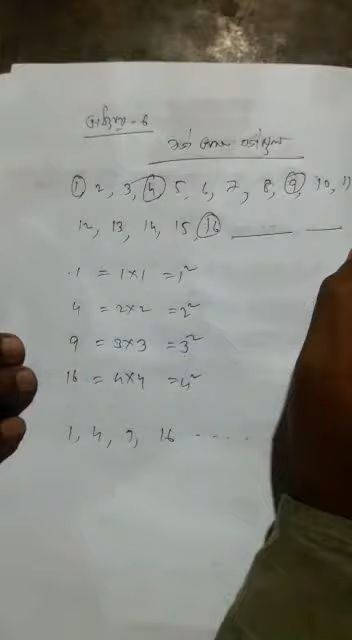 1 2, 3, 4, 5, 6, 7, 8, 9, 10, 11
12, 13, 14, 15, 16
1 = 1×1 = 1²
4 = 2×2 = 2²
9 = 3×3 = 3²
16 = 4×4 = 4²
1, 4, 9, 16 .....